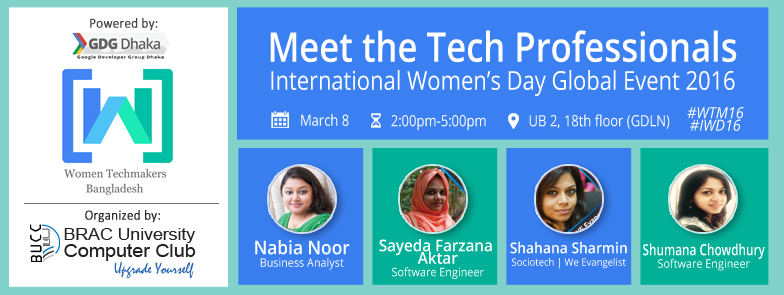 Powered by:
GDG Dhaka
Google Developer Group Dhaka
Women Techmakers
Bangladesh
Organized by:
BUCC
BRAC University
Computer Club
Upgrade Yourself
Meet the Tech Professionals
International Women's Day Global Event 2016
March 8 2:00pm-5:00pm UB 2, 18th floor (GDLN)
#WTM16
#IWD16
Nabia Noor
Business Analyst
Sayeda Farzana
Aktar
Software Engineer
Shahana Sharmin
Sociotech | We Evangelist
Shumana Chowdhury
Software Engineer